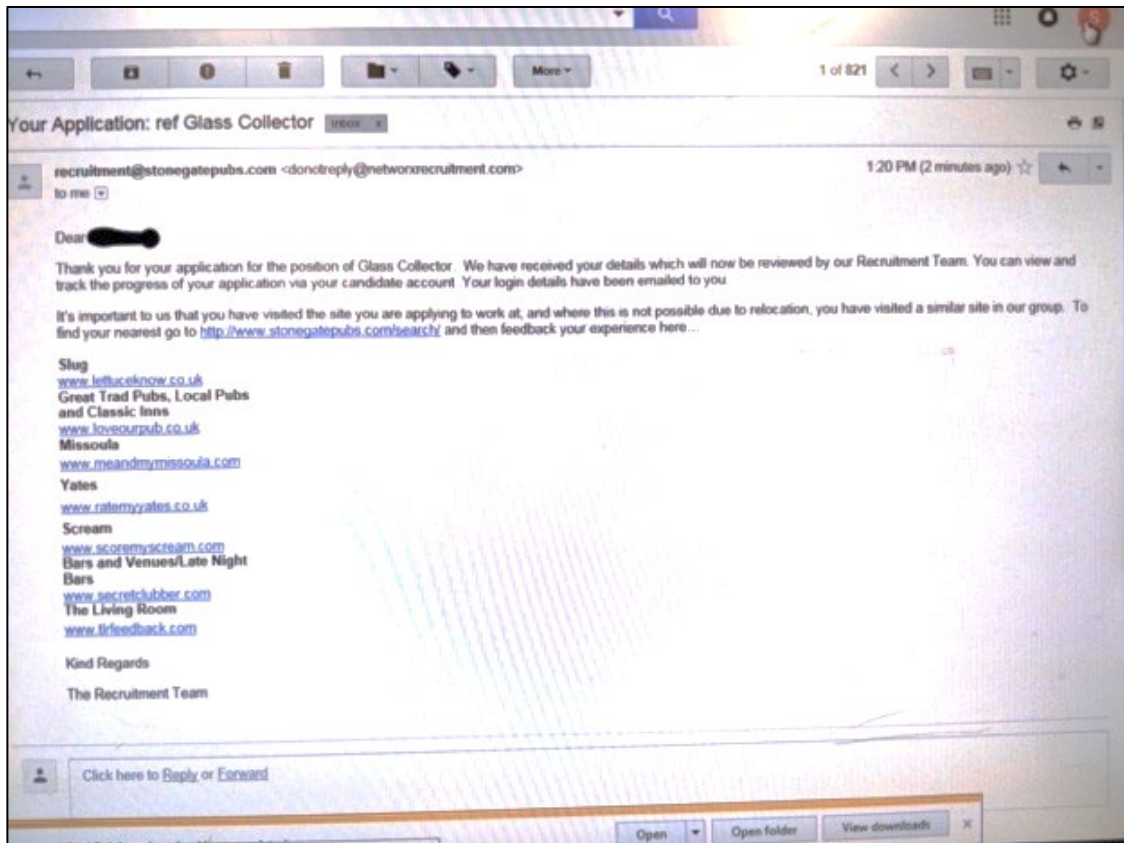 More
1 of 821
Your Application: ref Glass Collector Inbox x
recruitment@stonegatepubs.com <donotreply@networxrecruitment.com>
1:20 PM (2 minutes ago)
to me
Dear
Thank you for your application for the position of Glass Collector. We have received your details which will now be reviewed by our Recruitment Team. You can view and
track the progress of your application via your candidate account Your login details have been emailed to you
It's important to us that you have visited the site you are applying to work at, and where this is not possible due to relocation, you have visited a similar site in our group. To
find your nearest go to http://www.stonegatepubs.com/search/ and then feedback your experience here…
Slug
www.lettuceknow.co.uk
Great Trad Pubs, Local Pubs
and Classic Inns
www.loveourpub.co.uk
Missoula
www.meandmymissoula.com
Yates
www.ratemyyates.co.uk
Scream
www.scoremyscream.com
Bars and Venues/Late Night
Bars
www.secretclubber.com
The Living Room
www.tlrfeedback.com
Kind Regards
The Recruitment Team
Click here to Reply or Forward
Open
Open folder
View downloads
x